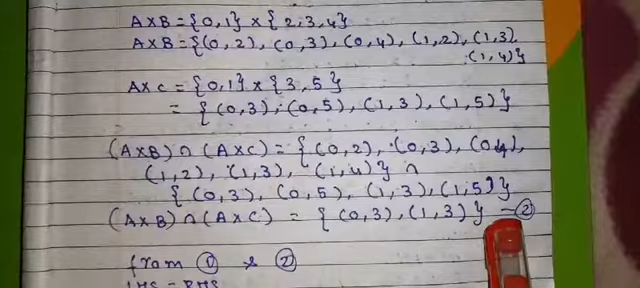 A×B = {0,1} × {2,3,4}
A×B = {(0,2), (0,3), (0,4), (1,2), (1,3)
,(1,4)}
A×C = {0,1} × {3,5}
= {(0,3), (0,5), (1,3), (1,5)}
(A×B) ∩ (A×C) = {(0,2), (0,3), (0,4),
(1,2), (1,3), (1,4)} ∩
{(0,3), (0,5), (1,3), (1,5)}
(A×B) ∩ (A×C) = {(0,3), (1,3)} — ②
from ① & ②
LHS = RHS